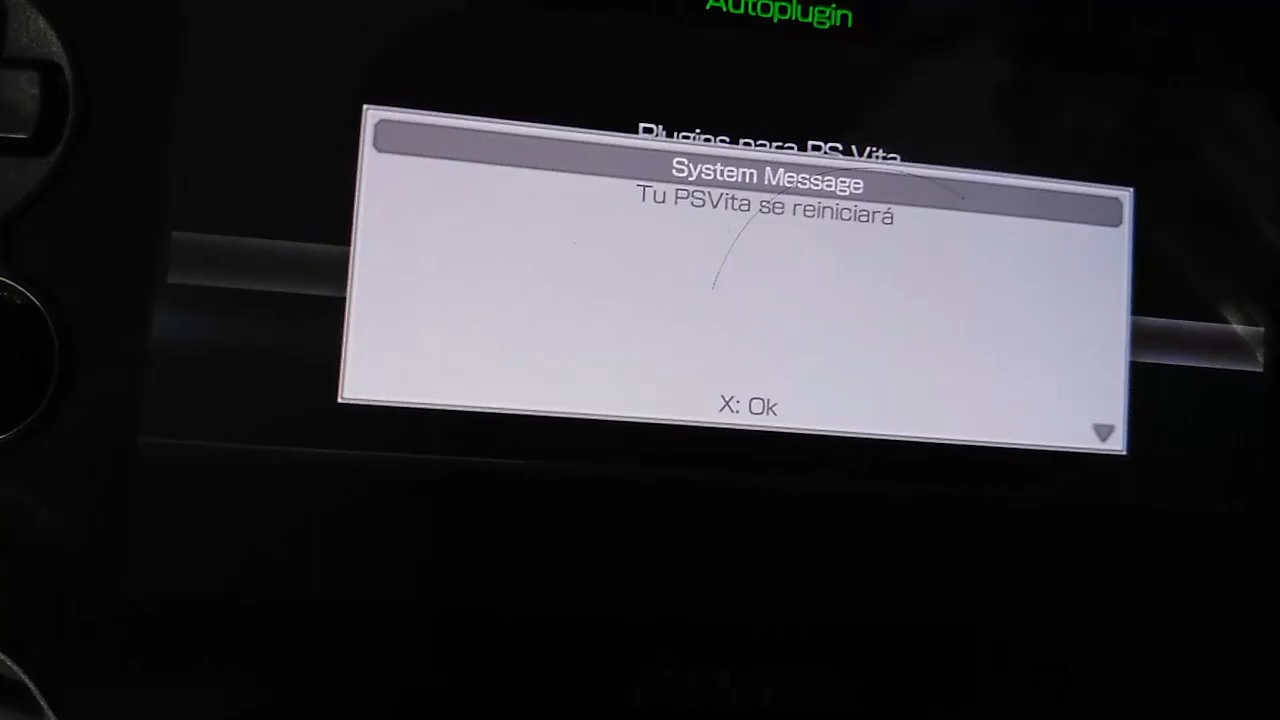 Autoplugin
Plugins para PS Vita
System Message
Tu PSVita se reiniciará
X: Ok